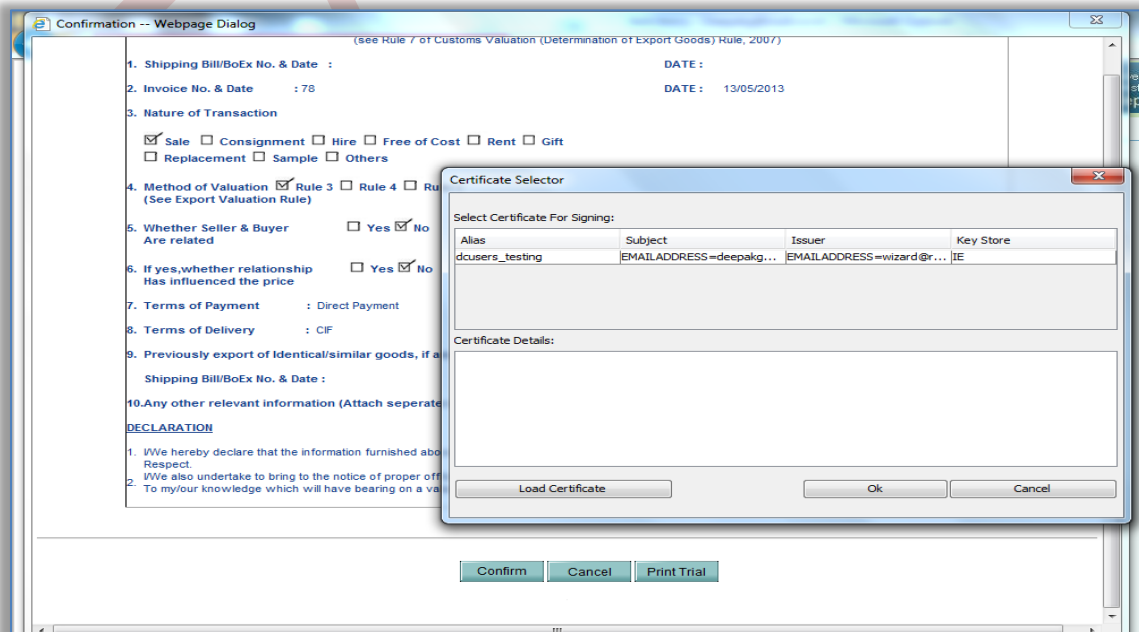 Confirmation -- Webpage Dialog
(see Rule 7 of Customs Valuation (Determination of Export Goods) Rule, 2007)
1. Shipping Bill/BoEx No. & Date : DATE :
2. Invoice No. & Date : 78 DATE : 13/05/2013
3. Nature of Transaction
Sale Consignment Hire Free of Cost Rent Gift
Replacement Sample Others
4. Method of Valuation Rule 3 Rule 4 Ru
(See Export Valuation Rule)
5. Whether Seller & Buyer Yes No
Are related
6. If yes,whether relationship Yes No
Has influenced the price
7. Terms of Payment : Direct Payment
8. Terms of Delivery : CIF
9. Previously export of Identical/similar goods, if a
Shipping Bill/BoEx No. & Date :
10.Any other relevant information (Attach seperate
DECLARATION
1. I/We hereby declare that the information furnished abo
Respect.
2. I/We also undertake to bring to the notice of proper off
To my/our knowledge which will have bearing on a va
Certificate Selector
Select Certificate For Signing:
Alias Subject Issuer Key Store
dcusers_testing EMAILADDRESS=deepakg... EMAILADDRESS=wizard@r... IE
Certificate Details:
Load Certificate Ok Cancel
Confirm Cancel Print Trial